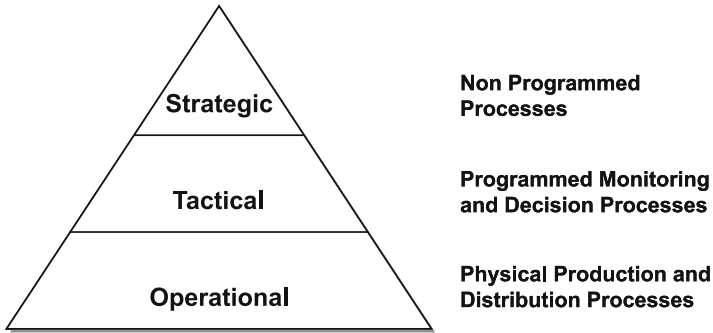 Strategic
Non Programmed
Processes
Tactical
Programmed Monitoring
and Decision Processes
Operational
Physical Production and
Distribution Processes